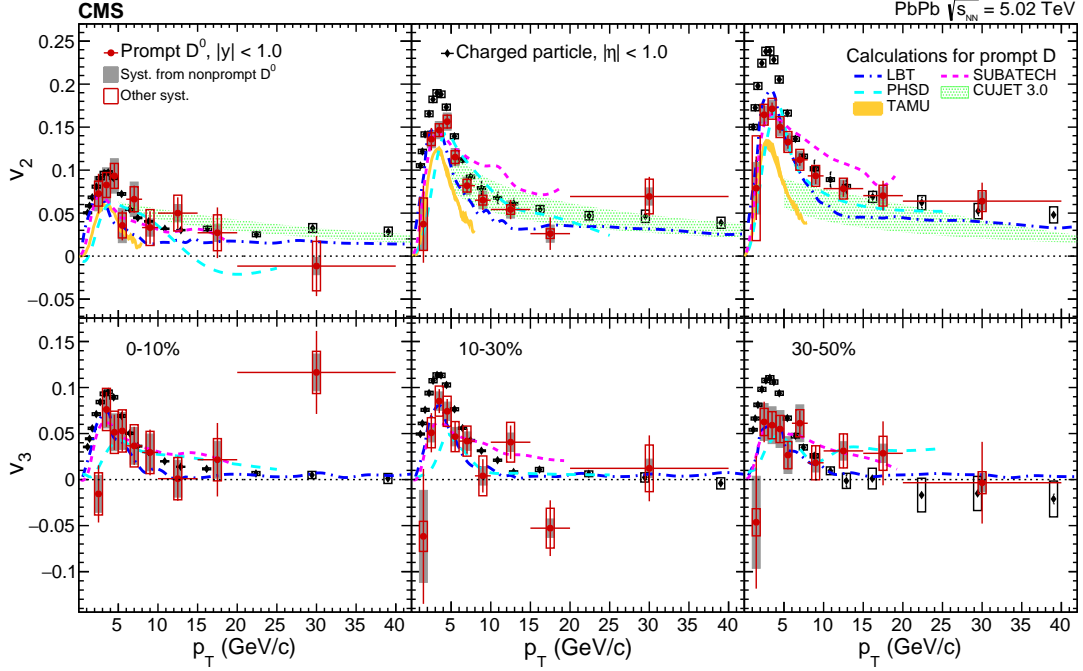 CMS
PbPb √s_NN = 5.02 TeV
Prompt D⁰, |y| < 1.0
Syst. from nonprompt D⁰
Other syst.
Charged particle, |η| < 1.0
Calculations for prompt D
LBT
SUBATECH
PHSD
CUJET 3.0
TAMU
v₂
0.25
0.2
0.15
0.1
0.05
0
−0.05
0-10%
10-30%
30-50%
v₃
0.15
0.1
0.05
0
−0.05
−0.1
5 10 15 20 25 30 35 40
5 10 15 20 25 30 35 40
5 10 15 20 25 30 35 40
p_T (GeV/c)
p_T (GeV/c)
p_T (GeV/c)